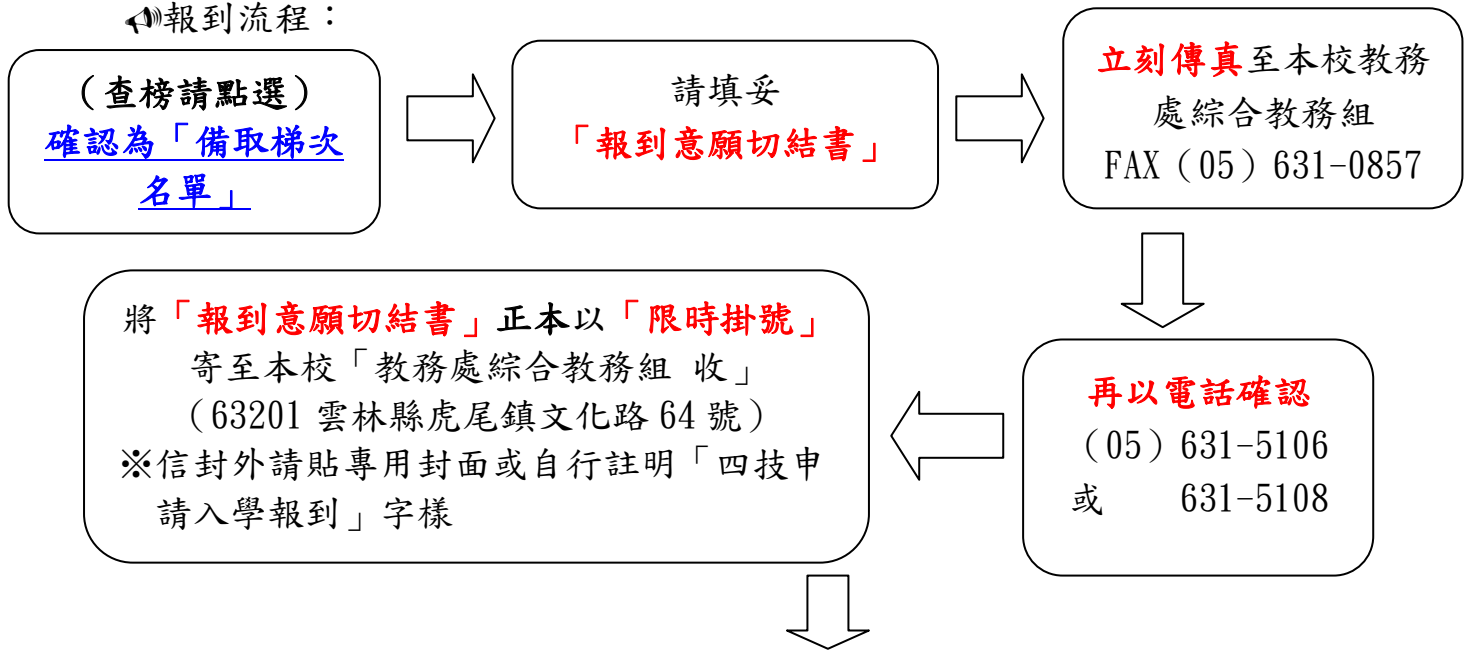 報到流程：
（查榜請點選）
確認為「備取梯次
名單」
請填妥
「報到意願切結書」
立刻傳真至本校教務
處綜合教務組
FAX（05）631-0857
再以電話確認
（05）631-5106
或 631-5108
將「報到意願切結書」正本以「限時掛號」
寄至本校「教務處綜合教務組 收」
（63201 雲林縣虎尾鎮文化路 64 號）
※信封外請貼專用封面或自行註明「四技申
請入學報到」字樣